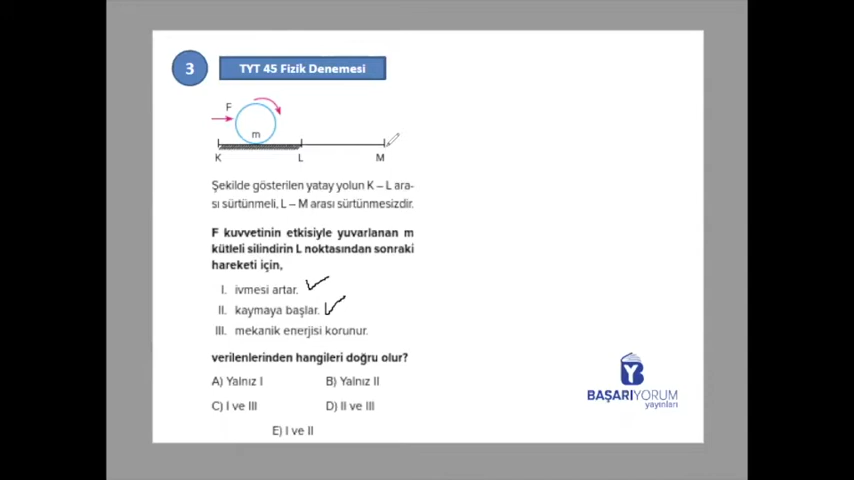 3
TYT 45 Fizik Denemesi
F
m
K
L
M
Şekilde gösterilen yatay yolun K – L ara-
sı sürtünmeli, L – M arası sürtünmesizdir.
F kuvvetinin etkisiyle yuvarlanan m
kütleli silindirin L noktasından sonraki
hareketi için,
I. ivmesi artar.
II. kaymaya başlar.
III. mekanik enerjisi korunur.
verilenlerinden hangileri doğru olur?
A) Yalnız I
B) Yalnız II
C) I ve III
D) II ve III
E) I ve II
BAŞARIYORUM
yayınları